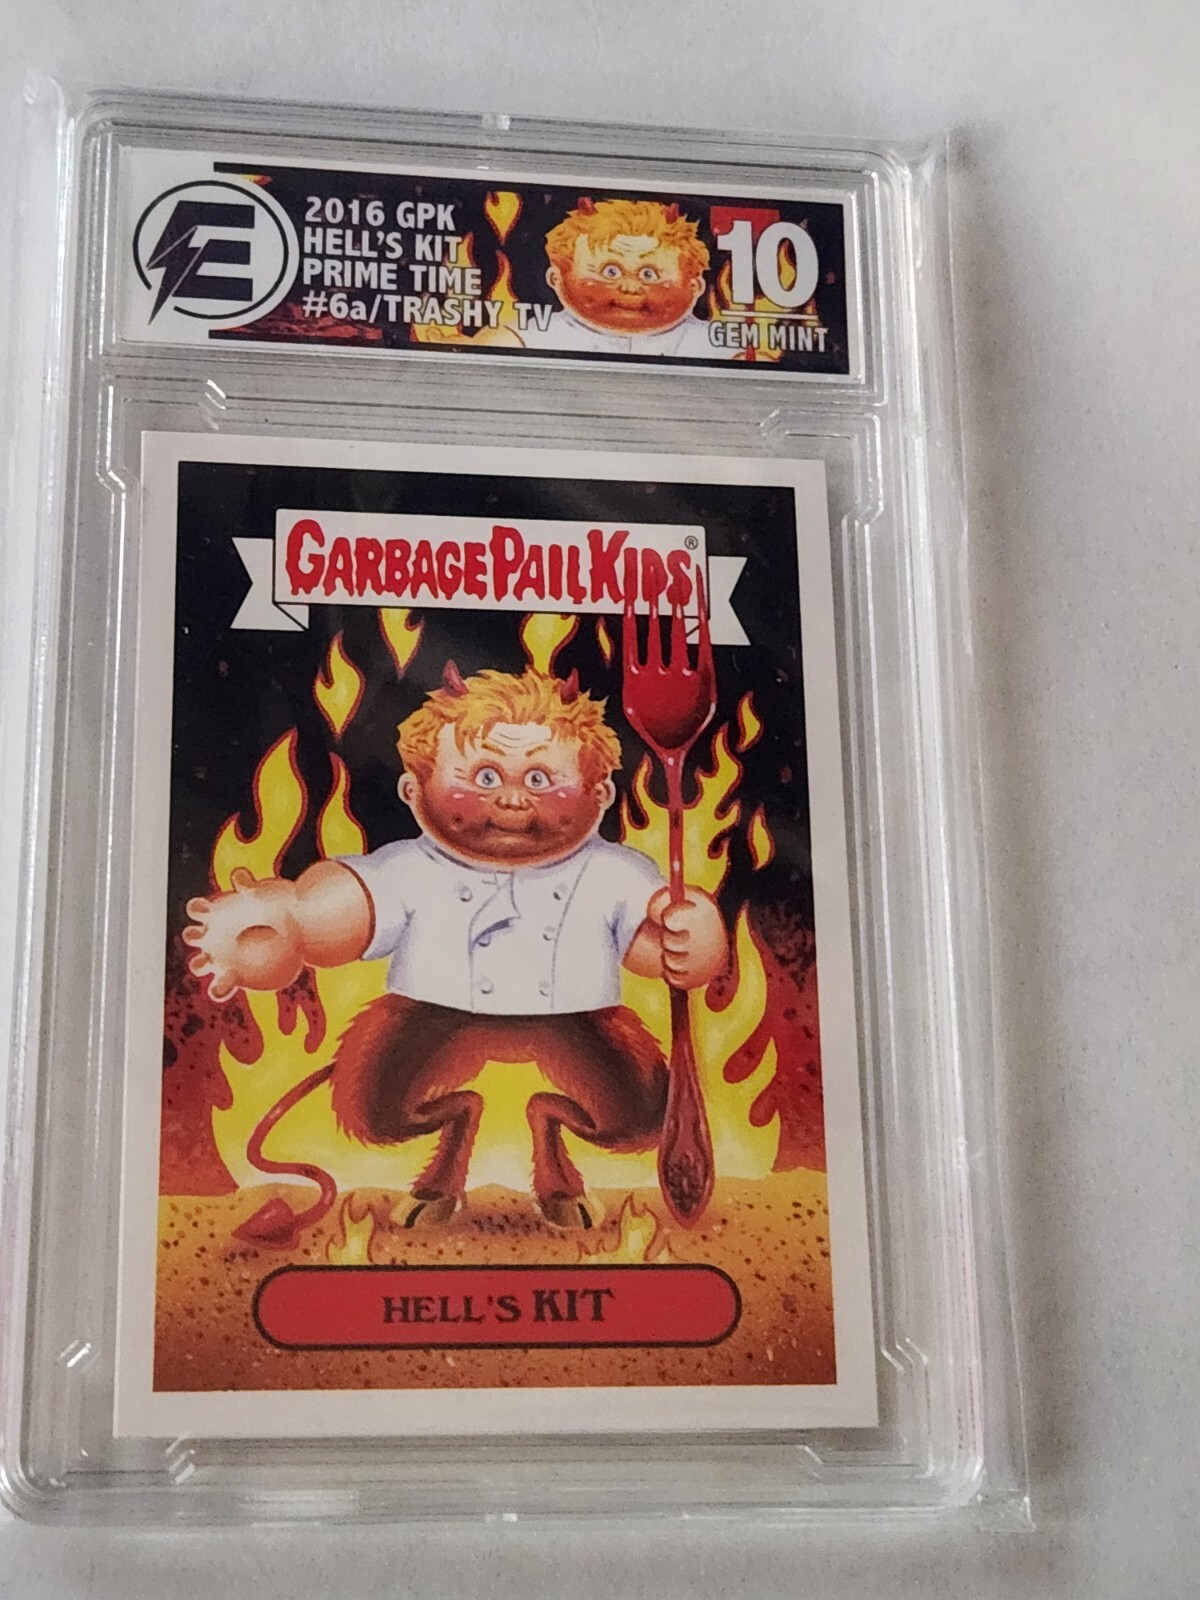 E
2016 GPK
HELL'S KIT
PRIME TIME
#6a/TRASHY TV
10
GEM MINT
GARBAGE PAIL KIDS®
HELL'S KIT